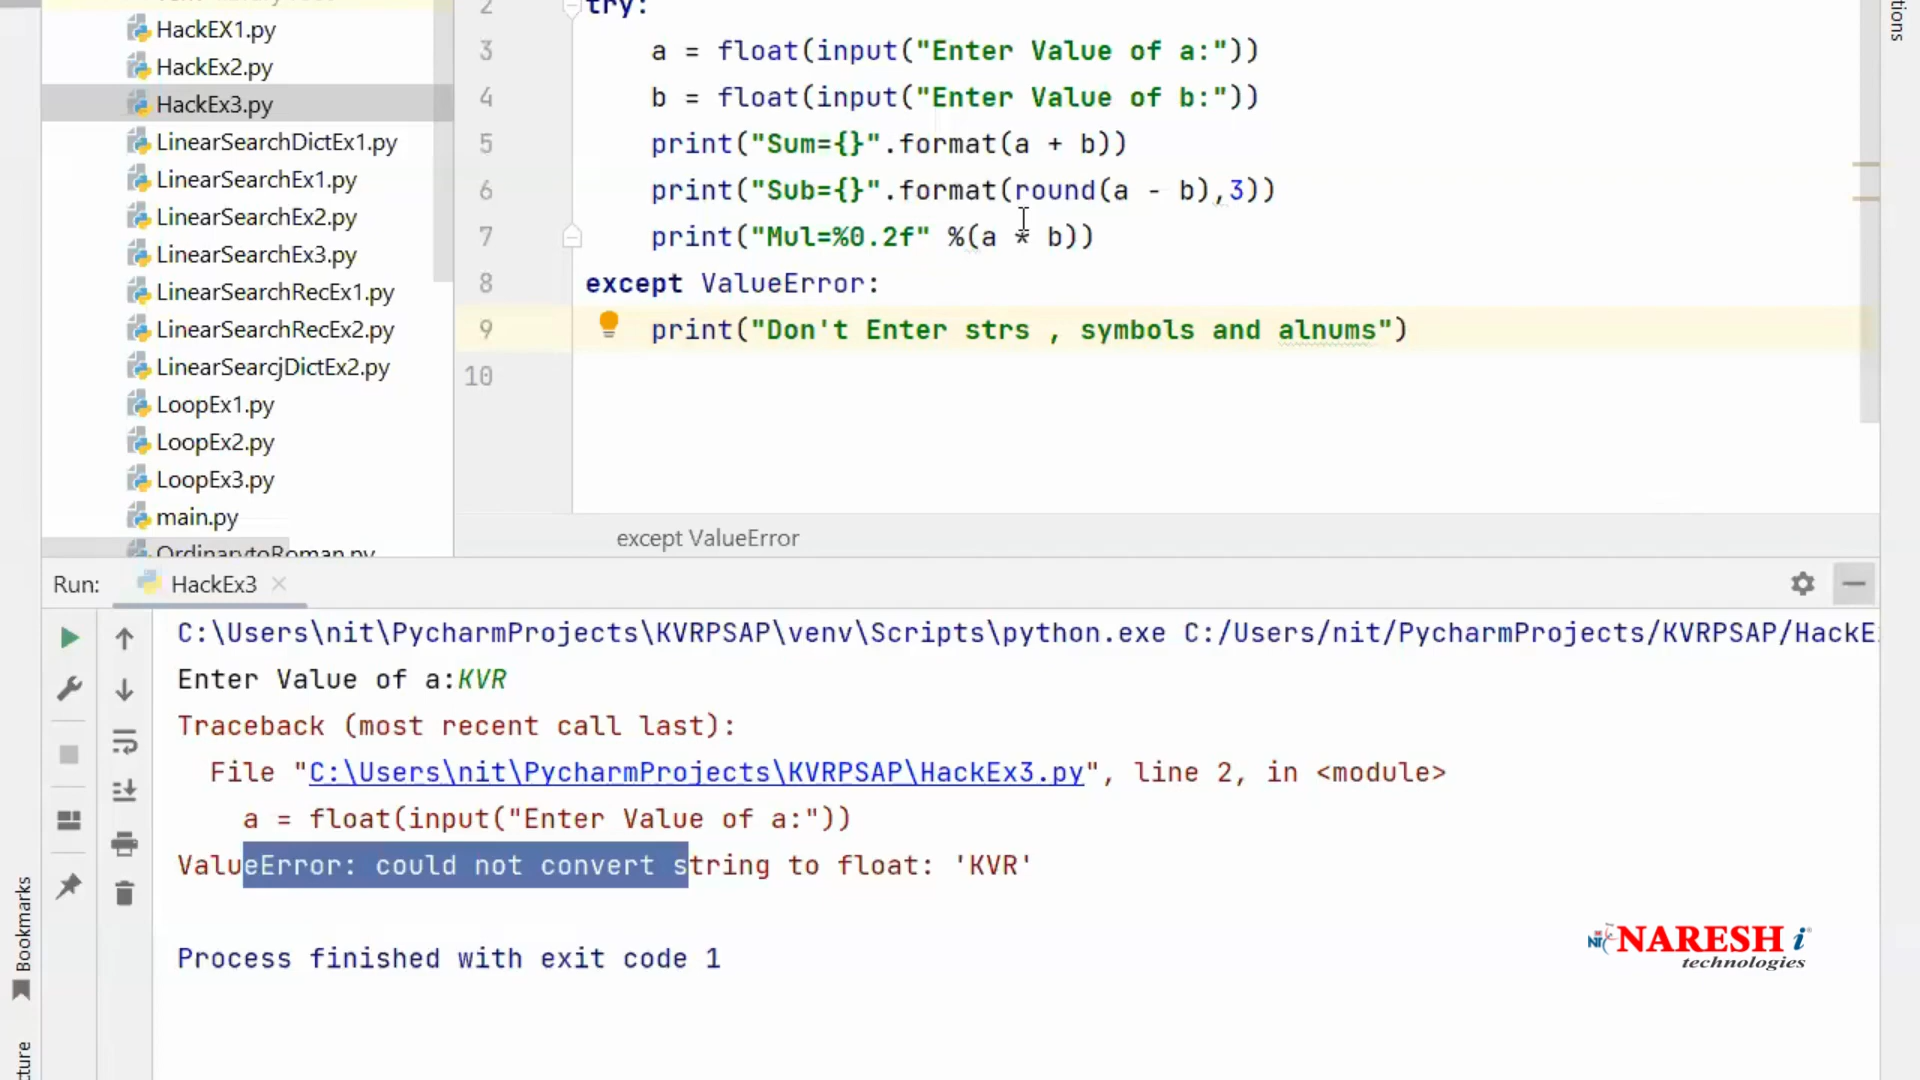 HackEX1.py
HackEx2.py
HackEx3.py
LinearSearchDictEx1.py
LinearSearchEx1.py
LinearSearchEx2.py
LinearSearchEx3.py
LinearSearchRecEx1.py
LinearSearchRecEx2.py
LinearSearcjDictEx2.py
LoopEx1.py
LoopEx2.py
LoopEx3.py
main.py
OrdinarytoRoman.py
2 try:
3 a = float(input("Enter Value of a:"))
4 b = float(input("Enter Value of b:"))
5 print("Sum={}".format(a + b))
6 print("Sub={}".format(round(a - b),3))
7 print("Mul=%0.2f" %(a * b))
8 except ValueError:
9 print("Don't Enter strs , symbols and alnums")
10
except ValueError
Run: HackEx3
C:\Users\nit\PycharmProjects\KVRPSAP\venv\Scripts\python.exe C:/Users/nit/PycharmProjects/KVRPSAP/HackE
Enter Value of a:KVR
Traceback (most recent call last):
File "C:\Users\nit\PycharmProjects\KVRPSAP\HackEx3.py", line 2, in <module>
a = float(input("Enter Value of a:"))
ValueError: could not convert string to float: 'KVR'
Process finished with exit code 1
Bookmarks
cture
tions
NARESH i
technologies